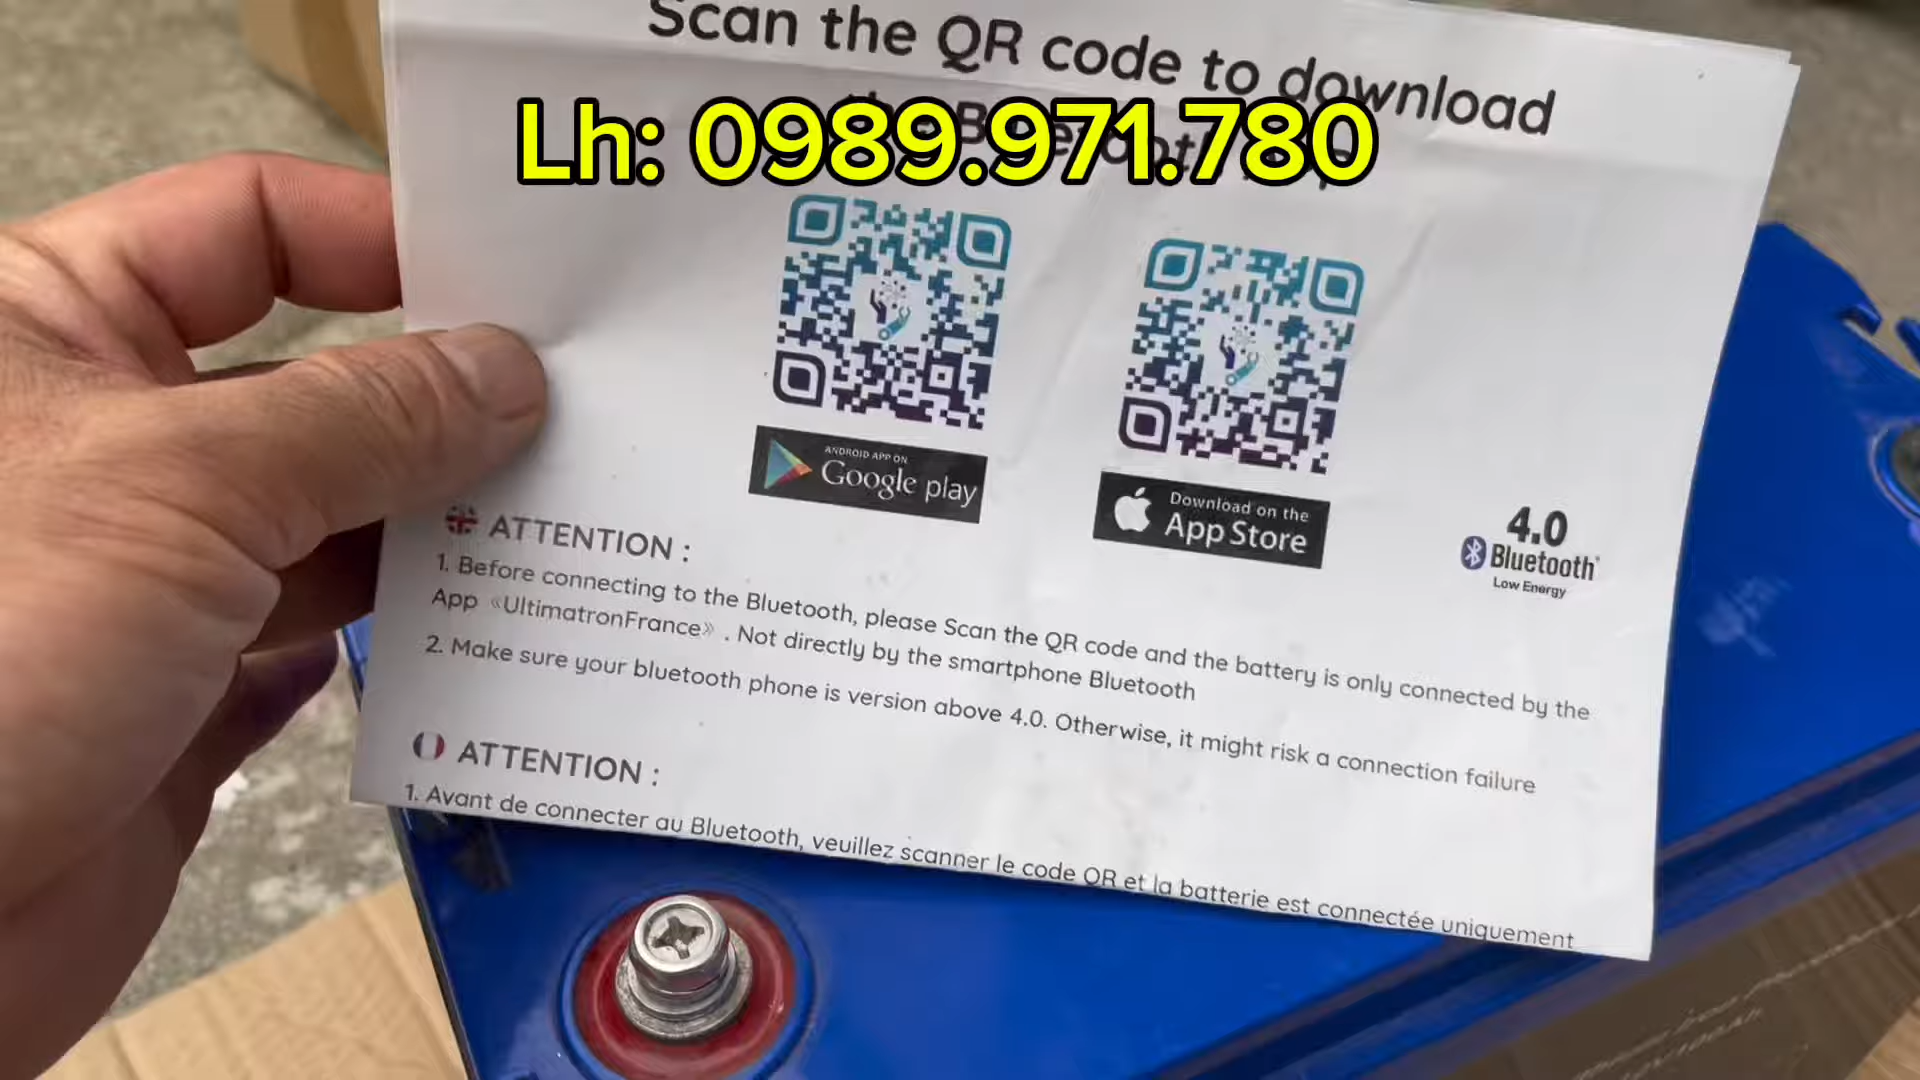 Scan the QR code to download
Lh: 0989.971.780
ANDROID APP ON
Google play
Download on the
App Store
4.0
Bluetooth
Low Energy
ATTENTION :
1. Before connecting to the Bluetooth, please Scan the QR code and the battery is only connected by the
App 《UltimatronFrance》 . Not directly by the smartphone Bluetooth
2. Make sure your bluetooth phone is version above 4.0. Otherwise, it might risk a connection failure
ATTENTION :
1. Avant de connecter au Bluetooth, veuillez scanner le code QR et la batterie est connectée uniquement